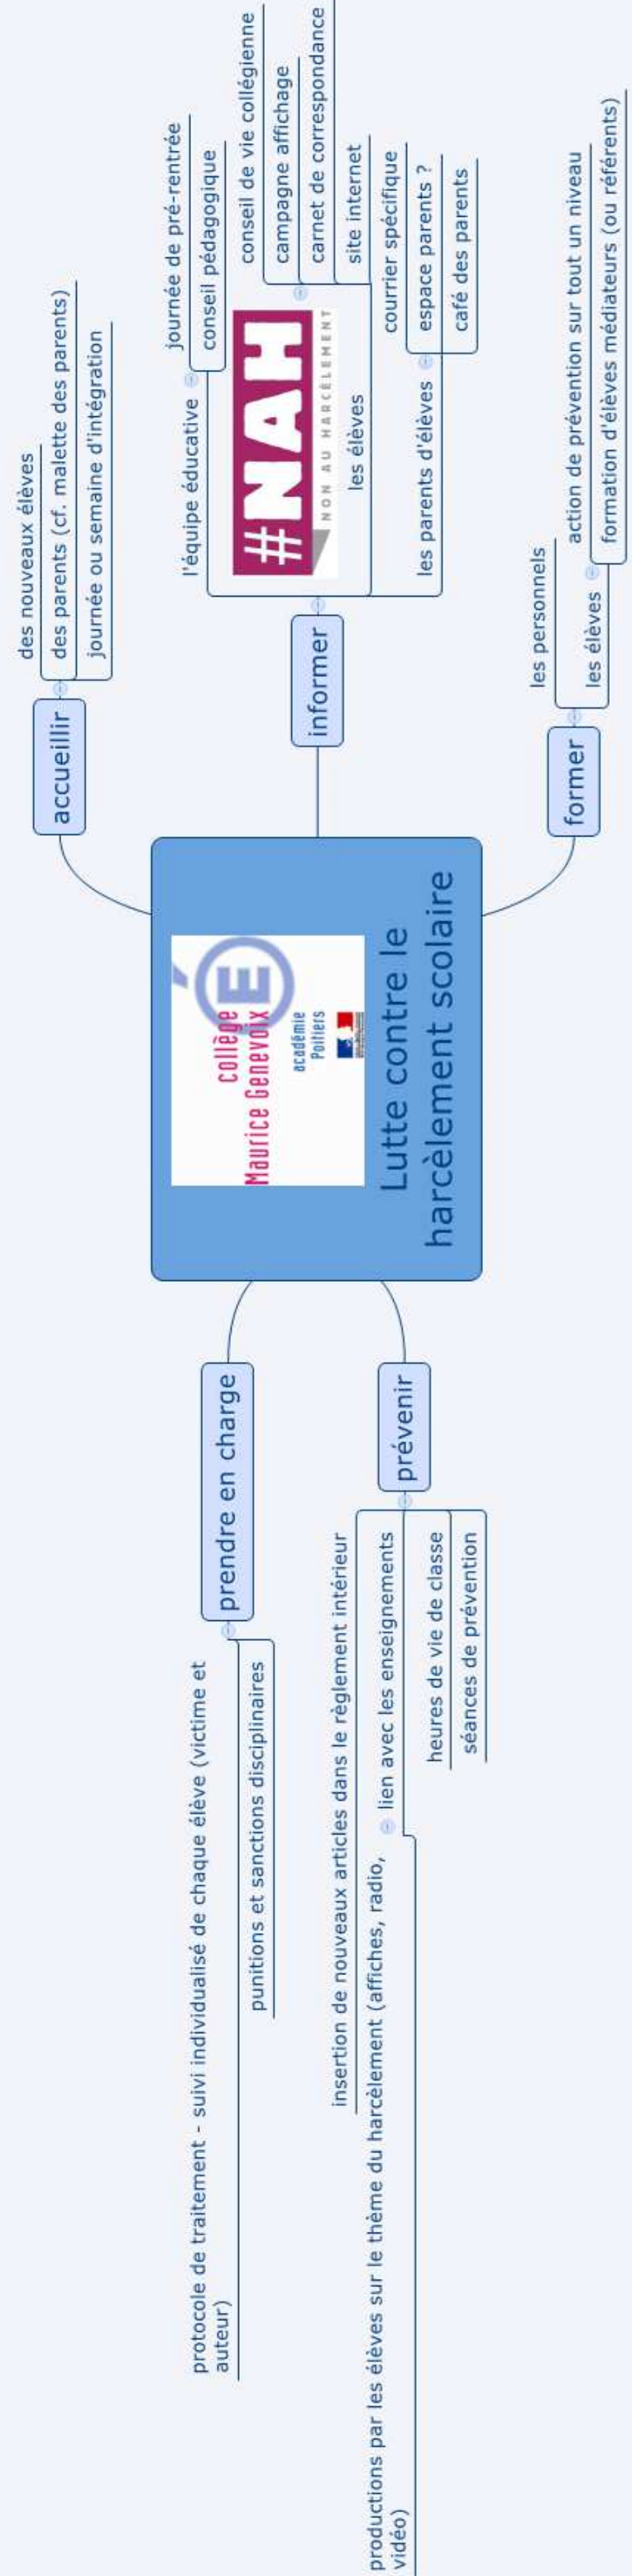 Lutte contre le
harcèlement scolaire
collège
Maurice Genevoix
académie
Poitiers
É
accueillir
des nouveaux élèves
des parents (cf. malette des parents)
journée ou semaine d'intégration
informer
l'équipe éducative
journée de pré-rentrée
conseil pédagogique
#NAH
NON AU HARCÈLEMENT
les élèves
conseil de vie collégienne
campagne affichage
carnet de correspondance
site internet
les parents d'élèves
courrier spécifique
espace parents ?
café des parents
former
les personnels
les élèves
action de prévention sur tout un niveau
formation d'élèves médiateurs (ou référents)
prendre en charge
protocole de traitement - suivi individualisé de chaque élève (victime et
auteur)
punitions et sanctions disciplinaires
prévenir
insertion de nouveaux articles dans le règlement intérieur
lien avec les enseignements
productions par les élèves sur le thème du harcèlement (affiches, radio,
vidéo)
heures de vie de classe
séances de prévention